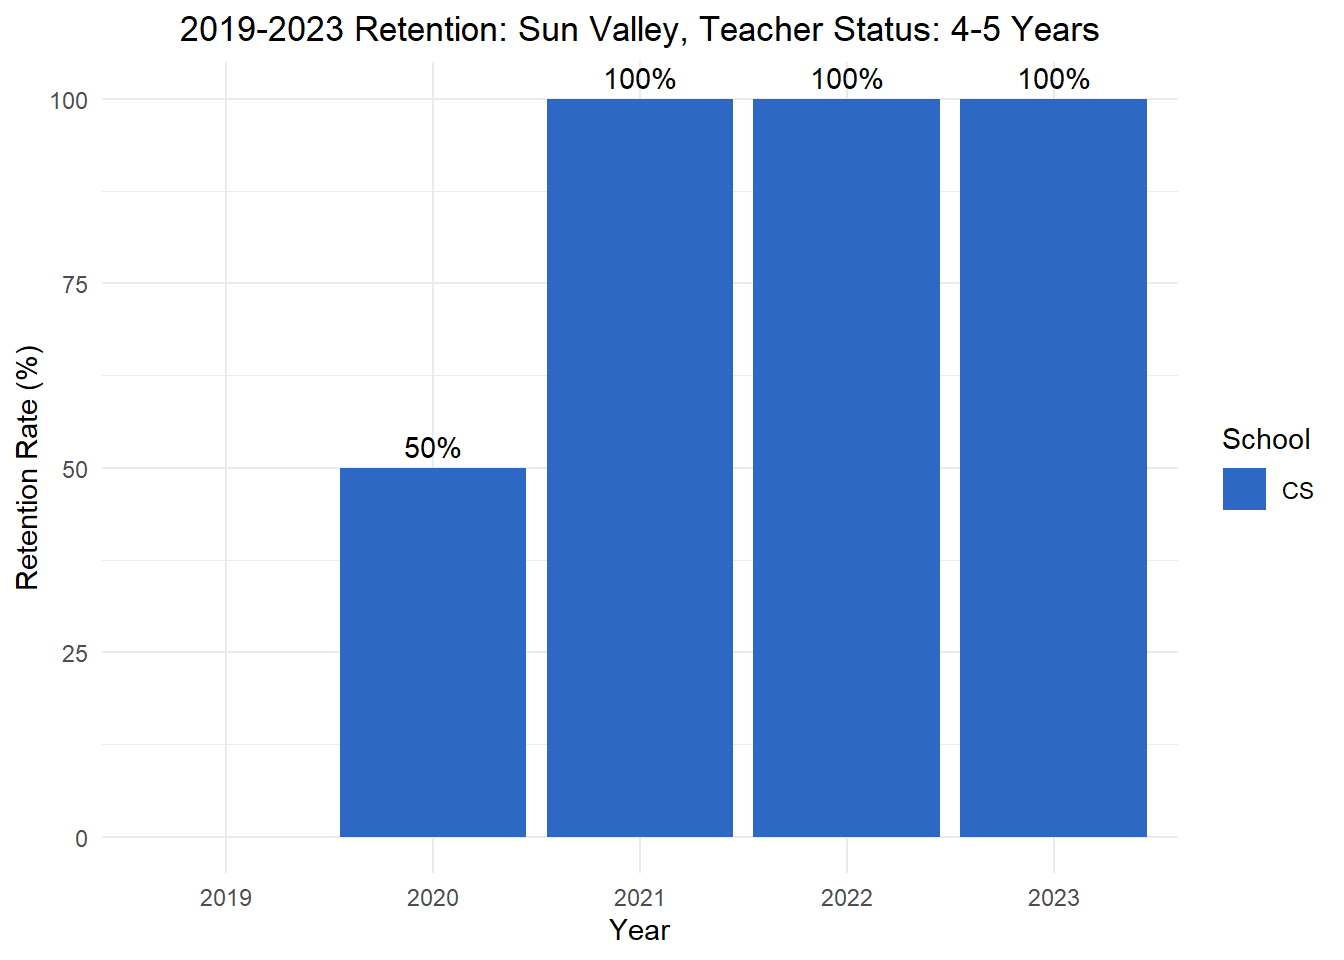 2019-2023 Retention: Sun Valley, Teacher Status: 4-5 Years
Retention Rate (%)
100
75
50
25
0
50%
100%
100%
100%
2019
2020
2021
2022
2023
Year
School
CS